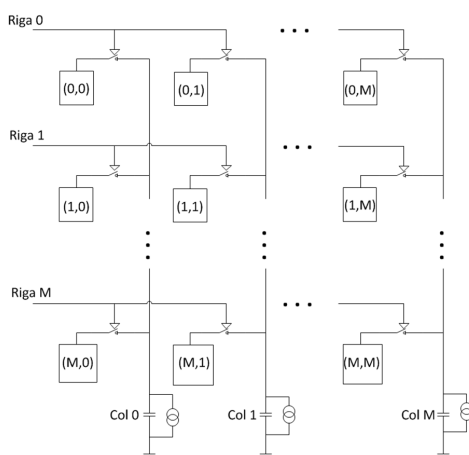 Riga 0
(0,0) (0,1) (0,M)
Riga 1
(1,0) (1,1) (1,M)
Riga M
(M,0) (M,1) (M,M)
Col 0 Col 1 Col M